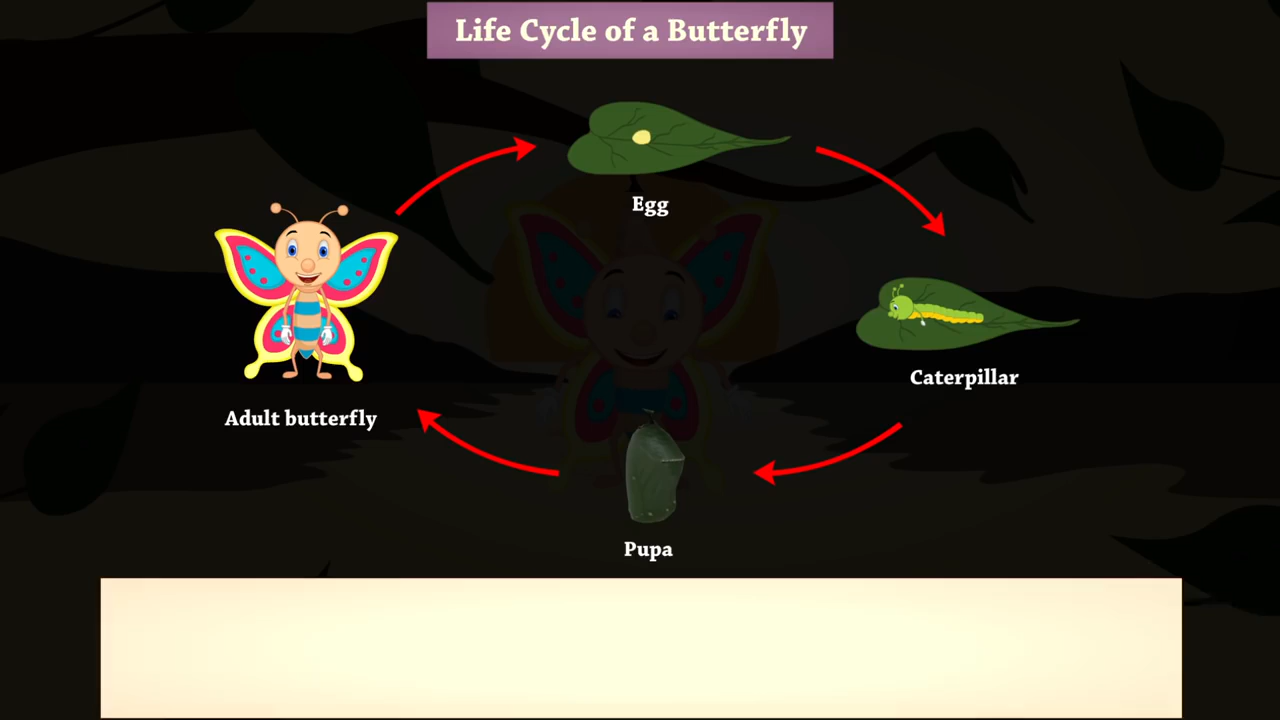 Life Cycle of a Butterfly
Egg
Caterpillar
Adult butterfly
Pupa